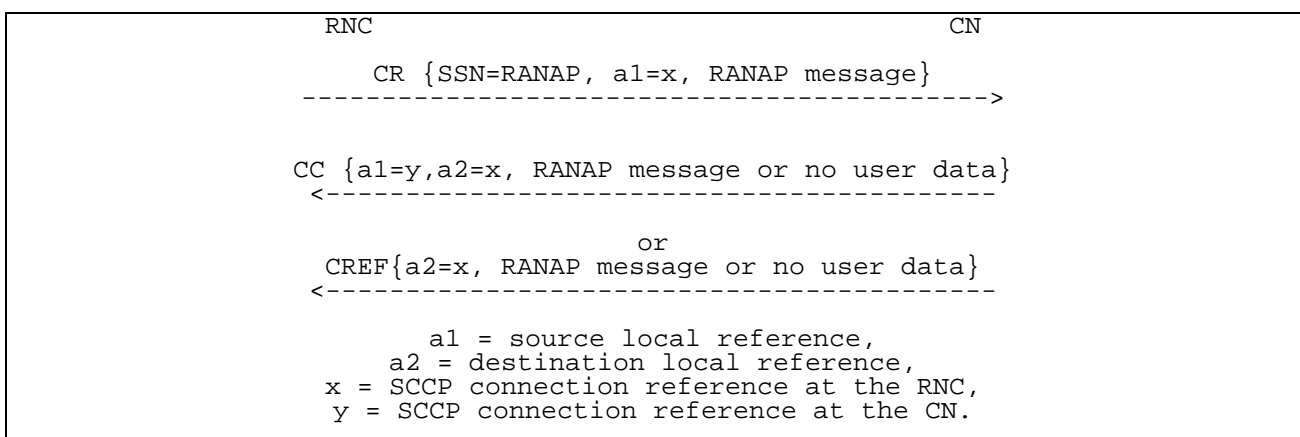 RNC CN
CR {SSN=RANAP, a1=x, RANAP message}
------------------------------------------->
CC {a1=y,a2=x, RANAP message or no user data}
<------------------------------------------
or
CREF{a2=x, RANAP message or no user data}
<------------------------------------------
a1 = source local reference,
a2 = destination local reference,
x = SCCP connection reference at the RNC,
y = SCCP connection reference at the CN.